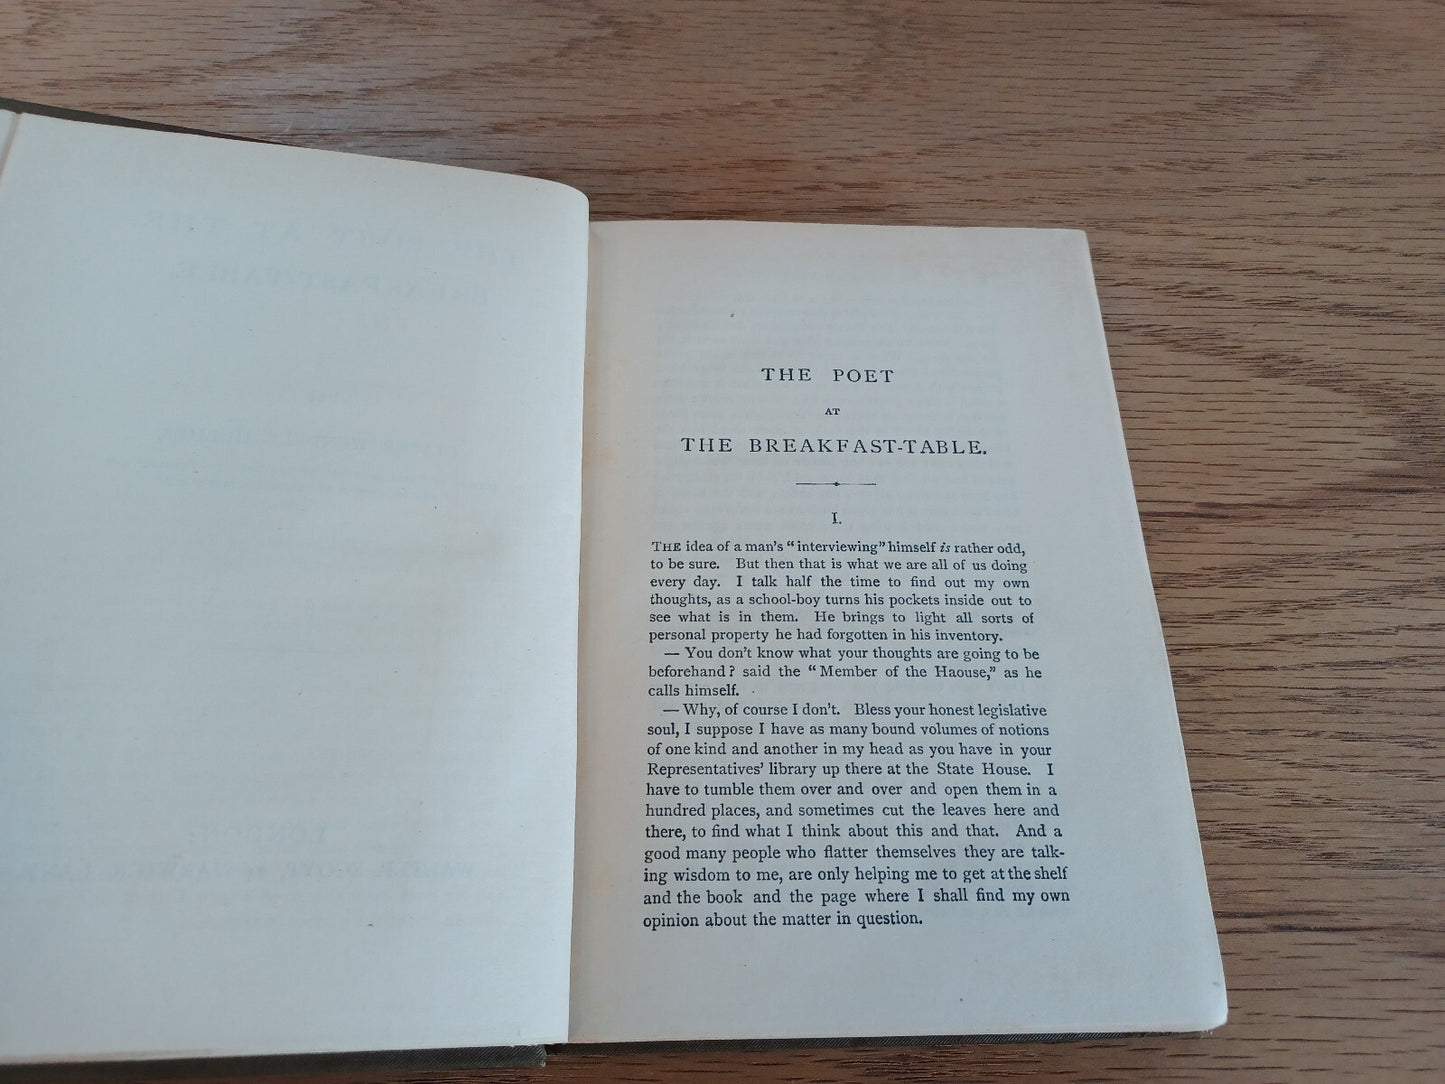 THE POET
AT
THE BREAKFAST-TABLE.
I.
THE idea of a man's "interviewing" himself is rather odd,
to be sure. But then that is what we are all of us doing
every day. I talk half the time to find out my own
thoughts, as a school-boy turns his pockets inside out to
see what is in them. He brings to light all sorts of
personal property he had forgotten in his inventory.
— You don't know what your thoughts are going to be
beforehand? said the "Member of the Haouse," as he
calls himself.
— Why, of course I don't. Bless your honest legislative
soul, I suppose I have as many bound volumes of notions
of one kind and another in my head as you have in your
Representatives' library up there at the State House. I
have to tumble them over and over and open them in a
hundred places, and sometimes cut the leaves here and
there, to find what I think about this and that. And a
good many people who flatter themselves they are talk-
ing wisdom to me, are only helping me to get at the shelf
and the book and the page where I shall find my own
opinion about the matter in question.